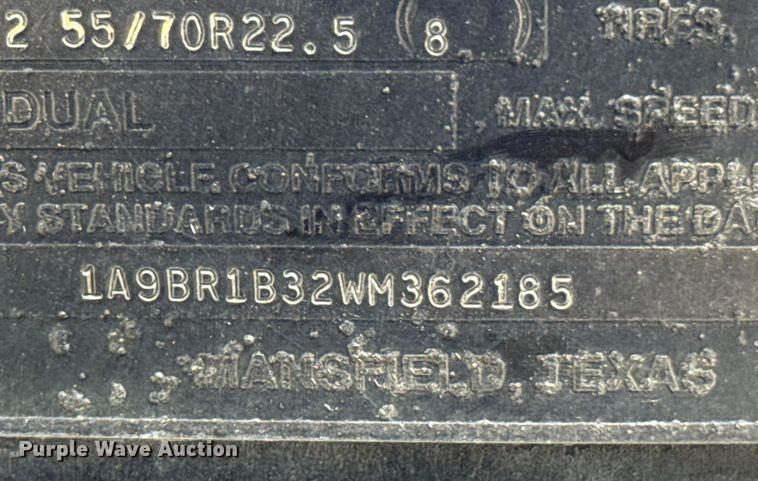 2 55/70R22.5 (8) TIRES,
DUAL MAX. SPEED
S VEHICLE CONFORMS TO ALL APPL
Y STANDARDS IN EFFECT ON THE DA
1A9BR1B32WM362185
MANSFIELD, TEXAS
Purple Wave Auction